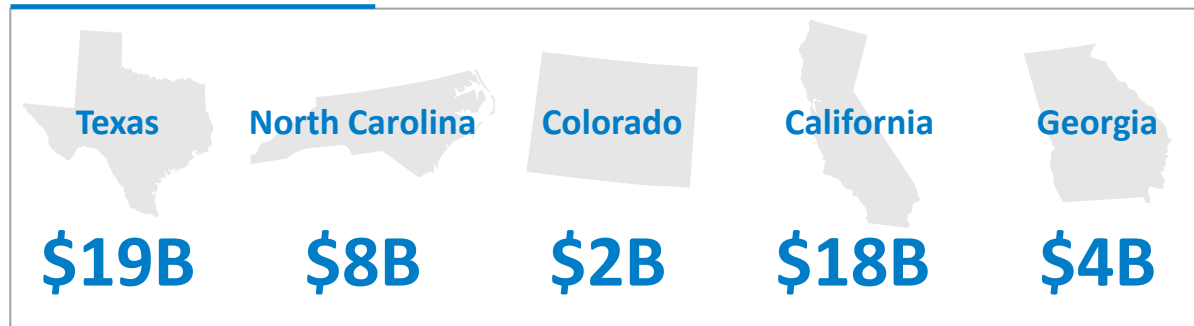 Texas North Carolina Colorado California Georgia
$19B $8B $2B $18B $4B